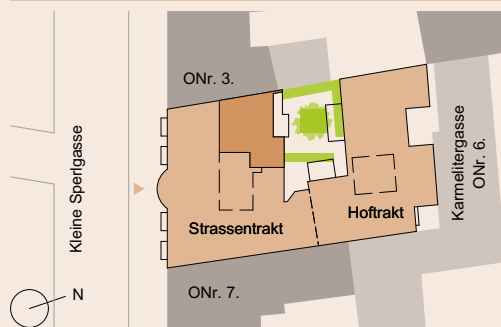 ONr. 3.
Kleine Sperlgasse
Karmelitergasse
ONr. 6.
Strassentrakt
Hoftrakt
N
ONr. 7.